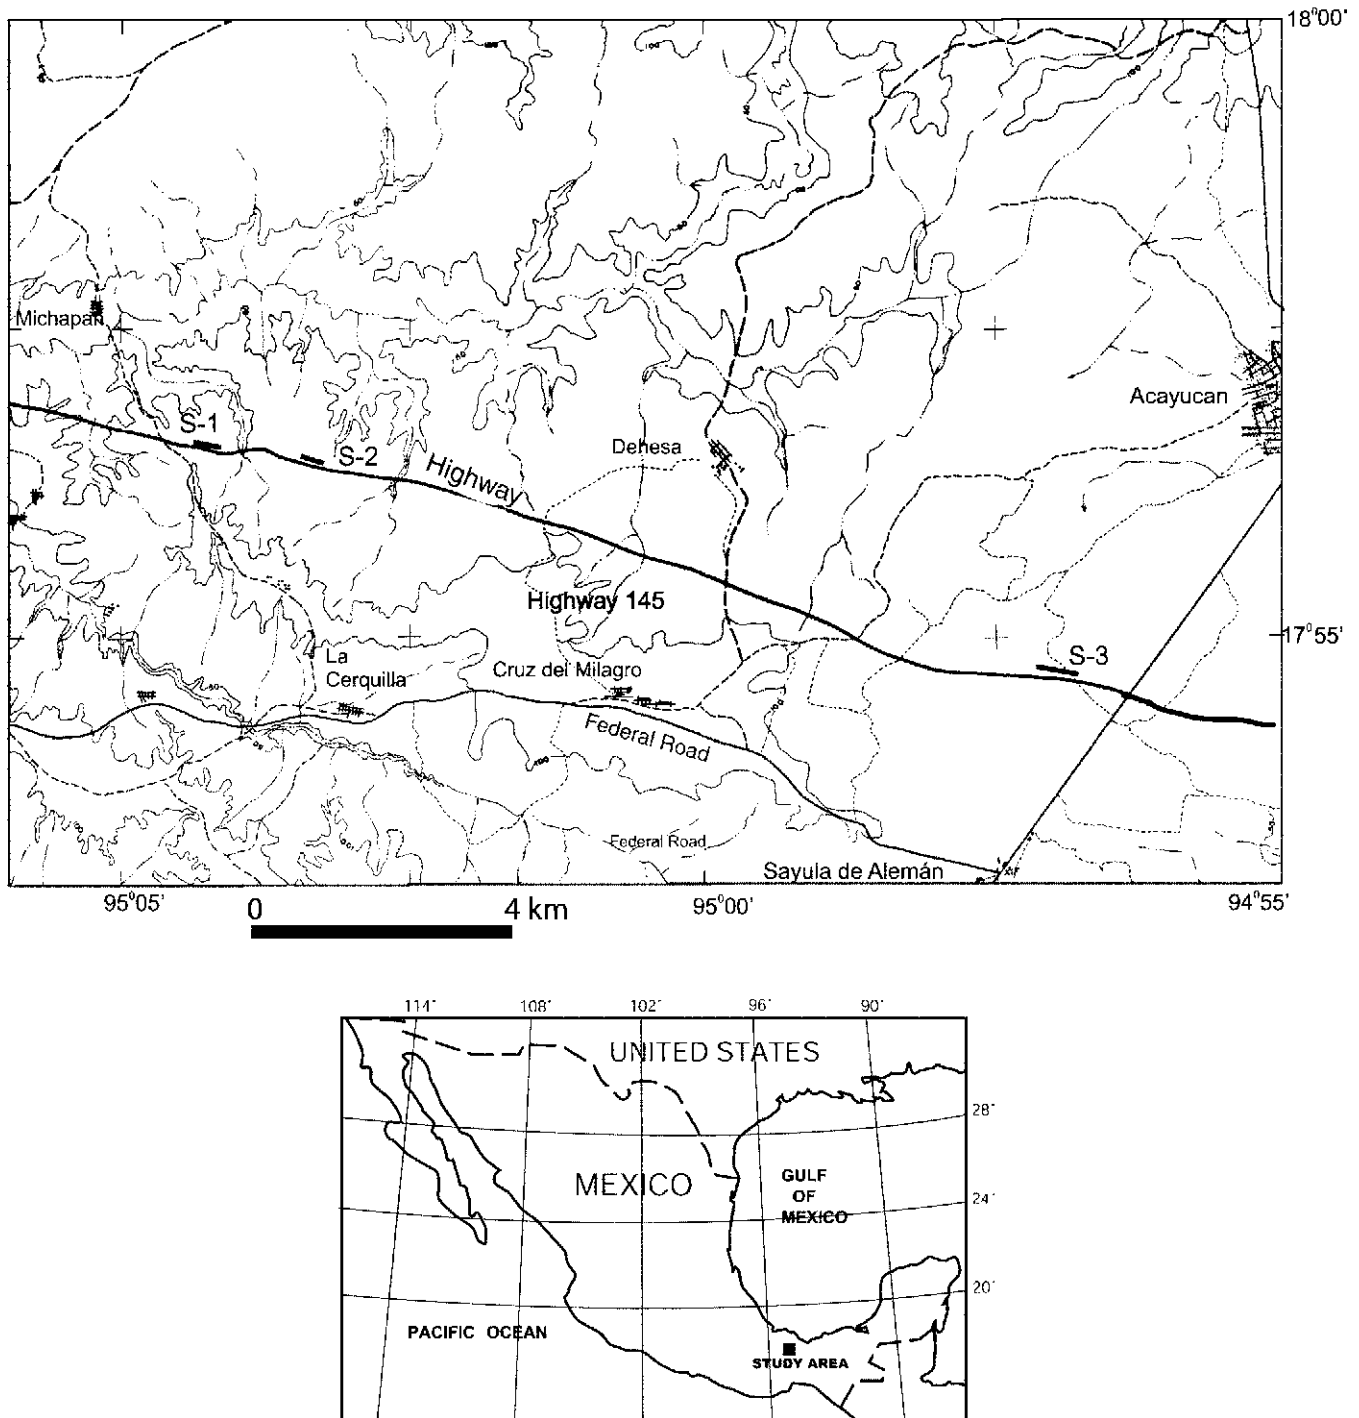 18°00'
Michapan
Acayucan
S-1
S-2
Highway
Dehesa
Highway 145
17°55'
La
Cerquilla
Cruz del Milagro
S-3
Federal Road
Federal Road
Sayula de Alemán
95°05'
95°00'
94°55'
0
4 km
114°
108°
102°
96°
90°
UNITED STATES
28°
MEXICO
GULF
OF
MEXICO
24°
20°
PACIFIC OCEAN
STUDY AREA